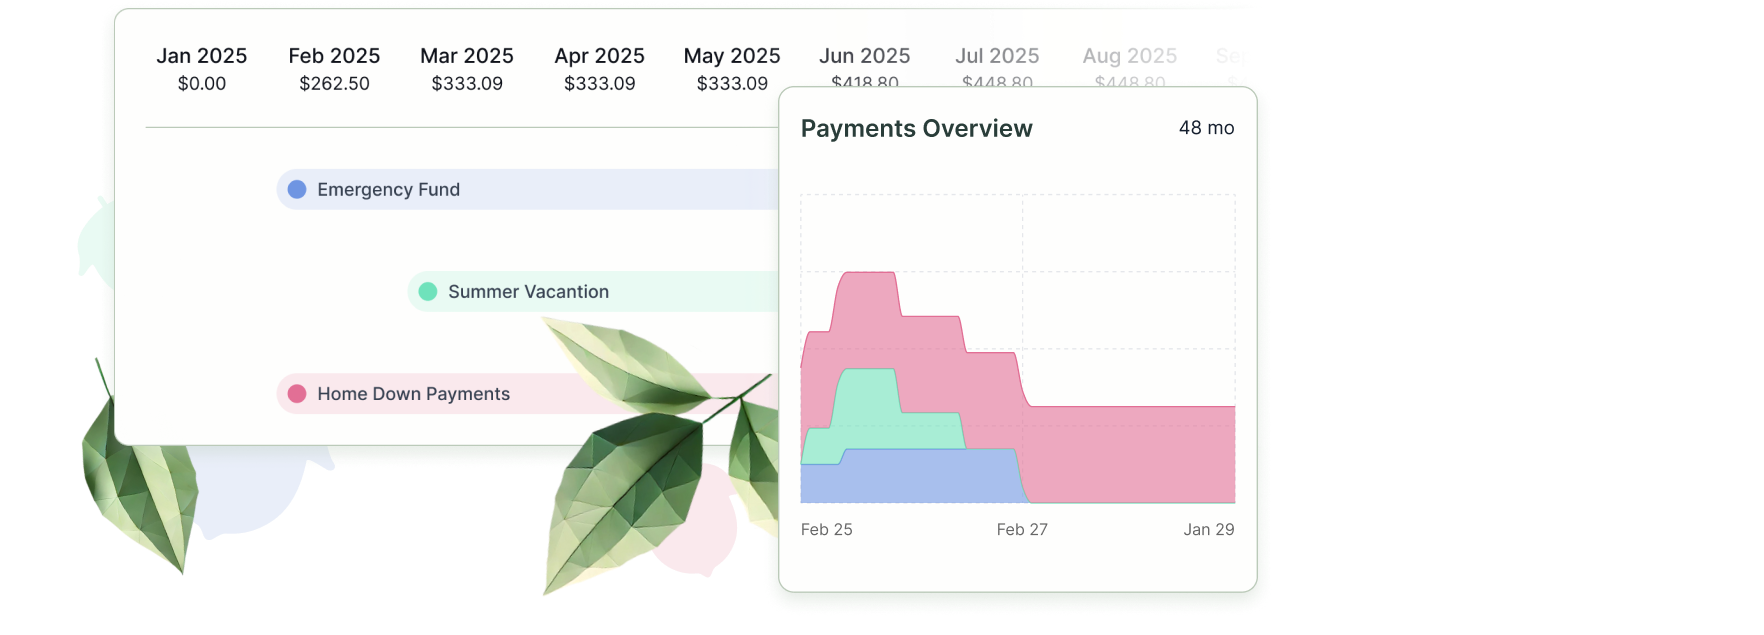 Jan 2025 Feb 2025 Mar 2025 Apr 2025 May 2025 Jun 2025 Jul 2025 Aug 2025
$0.00 $262.50 $333.09 $333.09 $333.09 $418.80 $448.80 $448.80
Emergency Fund
Summer Vacantion
Home Down Payments
Payments Overview 48 mo
Feb 25 Feb 27 Jan 29